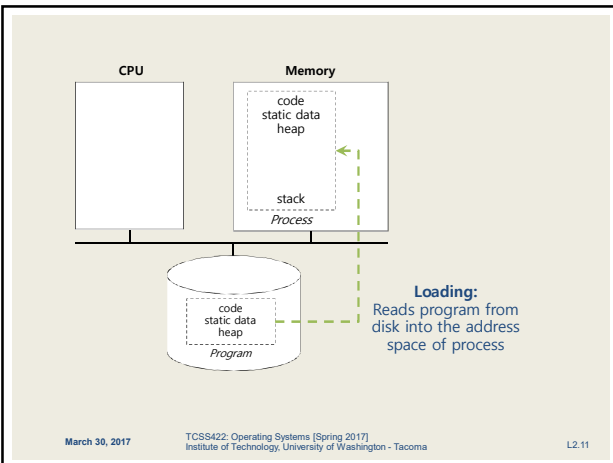 CPU
Memory
code
static data
heap
stack
Process
code
static data
heap
Program
Loading:
Reads program from
disk into the address
space of process
March 30, 2017
TCSS422: Operating Systems [Spring 2017]
Institute of Technology, University of Washington - Tacoma
L2.11